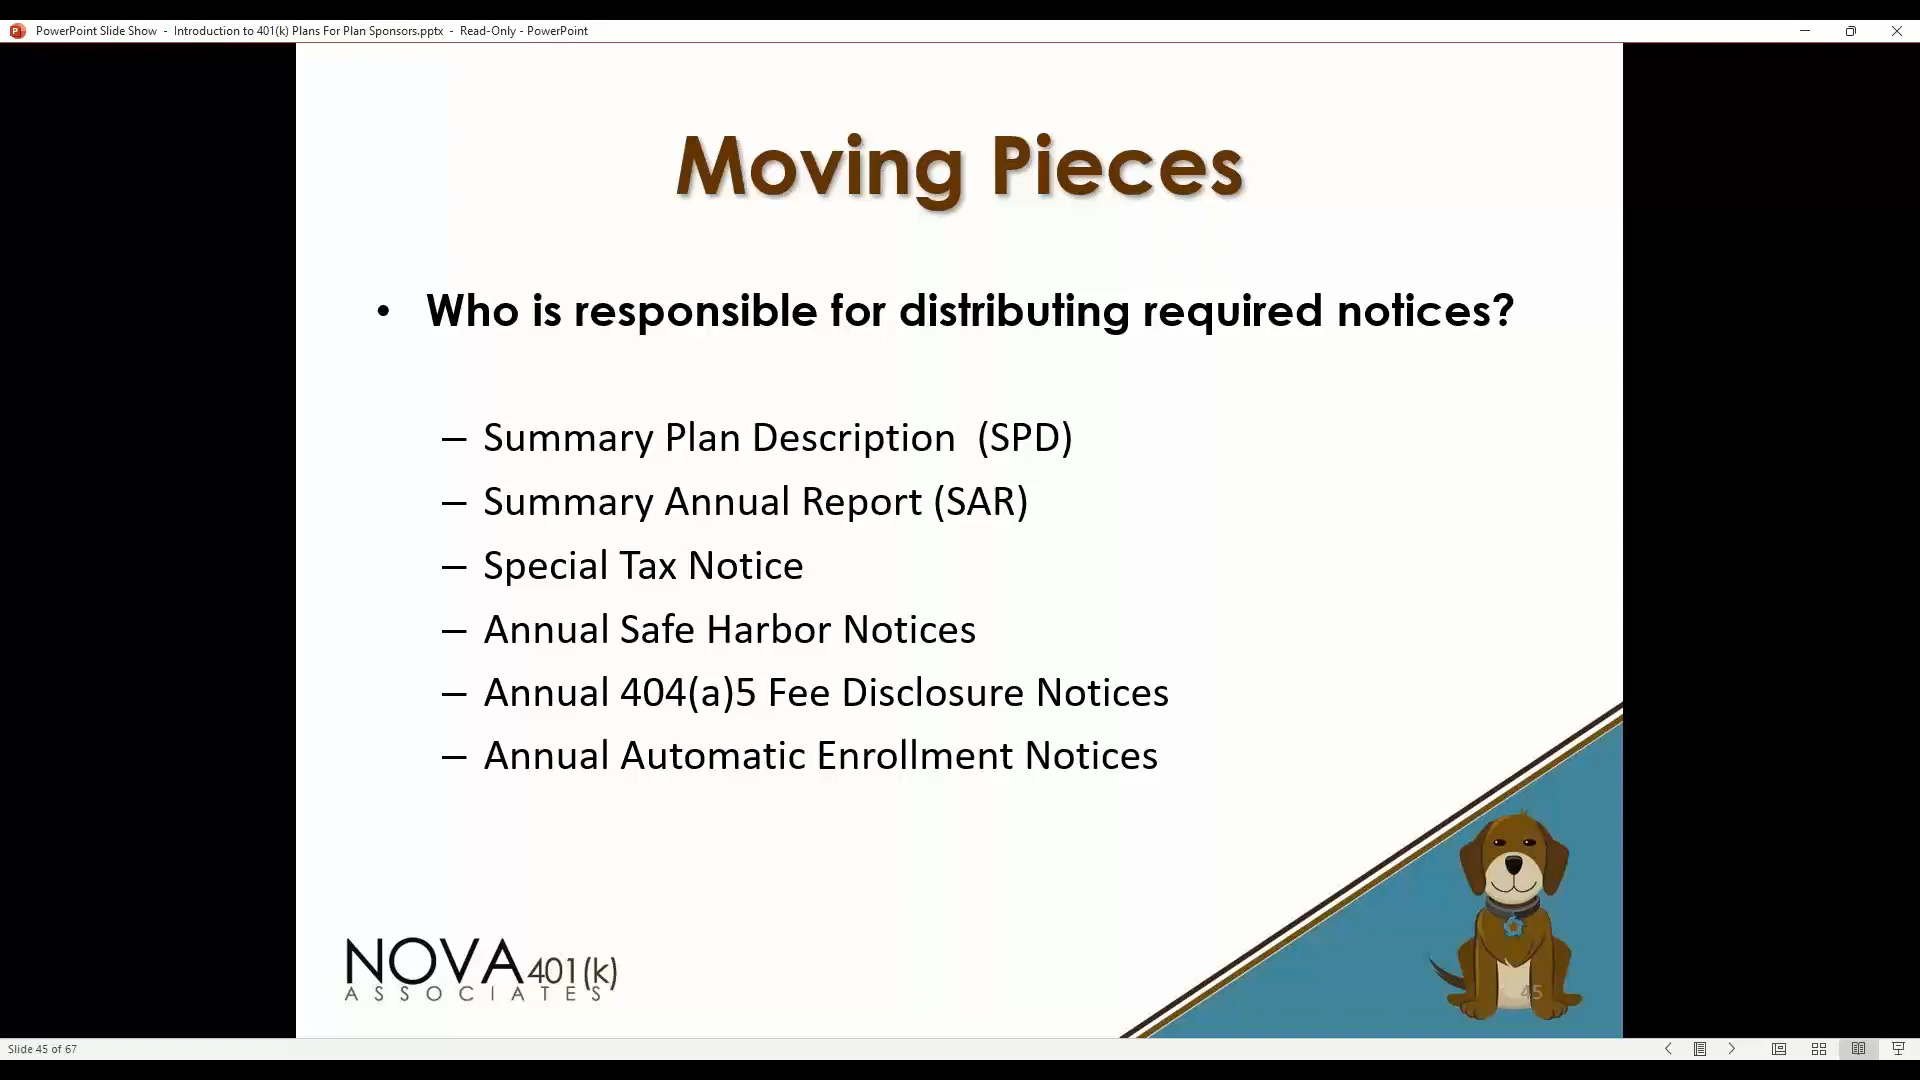 PowerPoint Slide Show - Introduction to 401(k) Plans For Plan Sponsors.pptx - Read-Only - PowerPoint
Moving Pieces
• Who is responsible for distributing required notices?
– Summary Plan Description (SPD)
– Summary Annual Report (SAR)
– Special Tax Notice
– Annual Safe Harbor Notices
– Annual 404(a)5 Fee Disclosure Notices
– Annual Automatic Enrollment Notices
NOVA 401(k)
ASSOCIATES
45
Slide 45 of 67